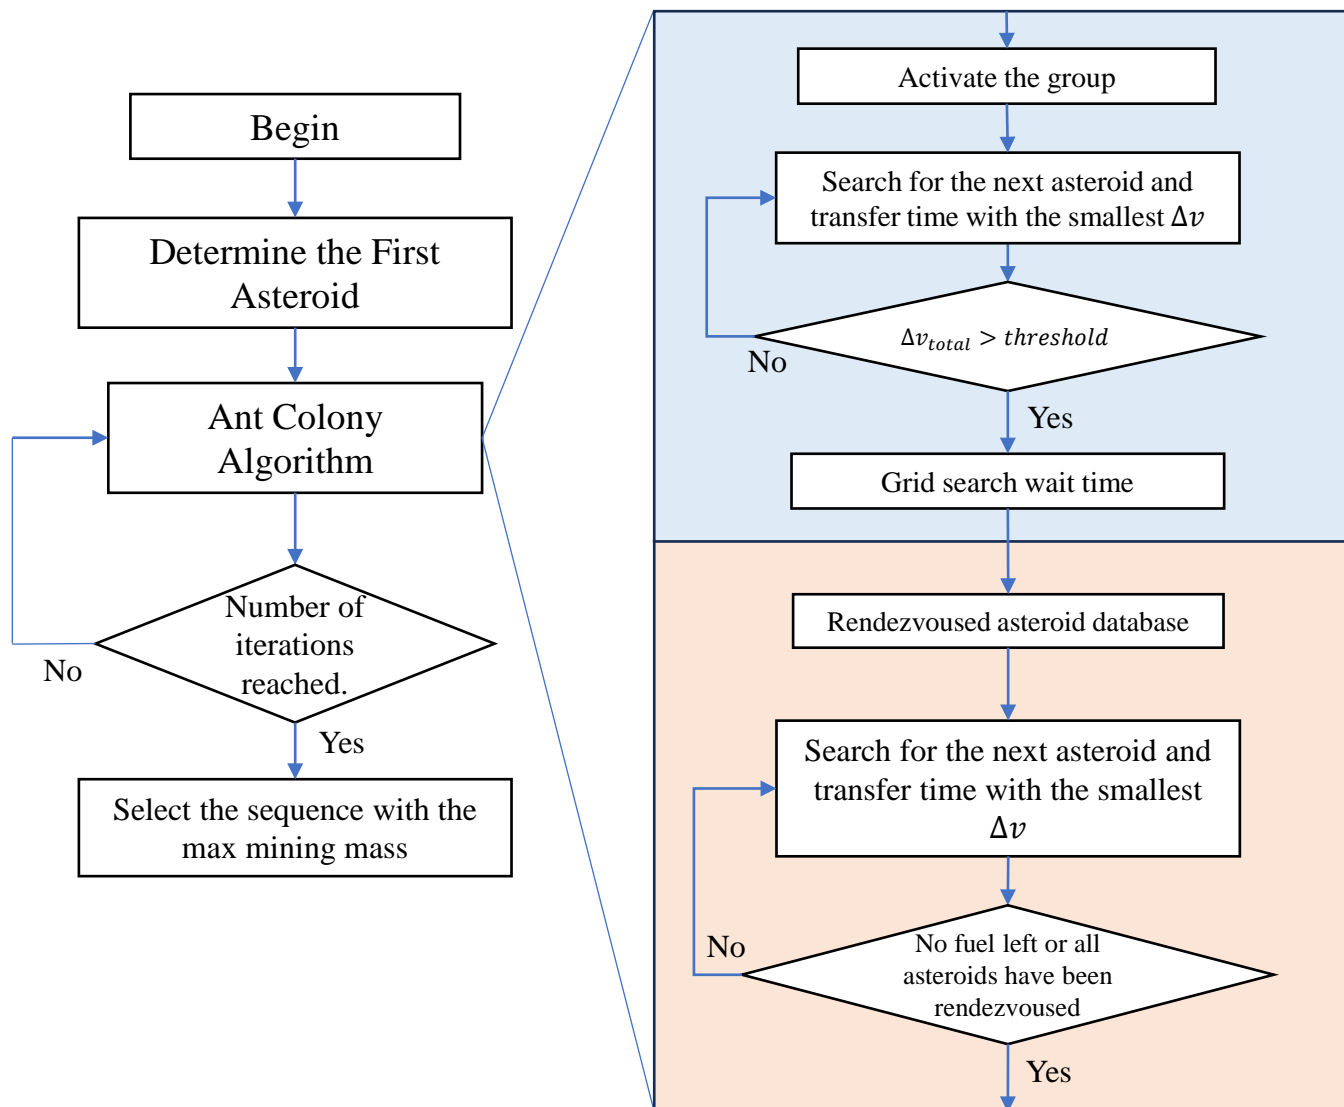 Begin
Determine the First
Asteroid
Ant Colony
Algorithm
Number of
iterations
reached.
No
Yes
Select the sequence with the
max mining mass
Activate the group
Search for the next asteroid and
transfer time with the smallest Δv
Δv_total > threshold
No
Yes
Grid search wait time
Rendezvoused asteroid database
Search for the next asteroid and
transfer time with the smallest
Δv
No fuel left or all
asteroids have been
rendezvoused
No
Yes